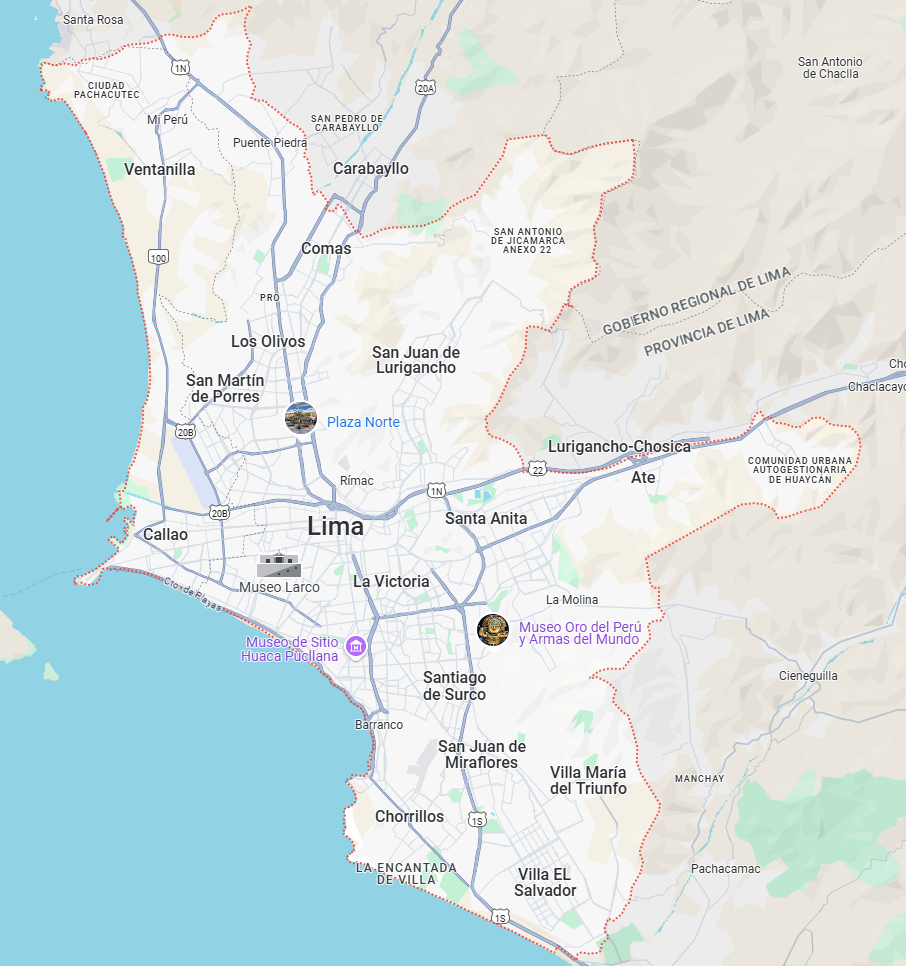 Santa Rosa
1N
San Antonio
de Chaclla
CIUDAD
PACHACUTEC
20A
Mi Perú
SAN PEDRO DE
CARABAYLLO
Puente Piedra
Ventanilla
Carabayllo
SAN ANTONIO
DE JICAMARCA
ANEXO 22
Comas
100
PRO
GOBIERNO REGIONAL DE LIMA
PROVINCIA DE LIMA
Los Olivos
San Juan de
Lurigancho
San Martín
de Porres
Cho
Chaclacayo
Plaza Norte
20B
Lurigancho-Chosica
22
COMUNIDAD URBANA
AUTOGESTIONARIA
DE HUAYCÁN
Ate
Rímac
1N
20B
Santa Anita
Lima
Callao
Museo Larco
La Victoria
Cto. de Playas
La Molina
Museo Oro del Perú
y Armas del Mundo
Museo de Sitio
Huaca Pucllana
Santiago
de Surco
Cieneguilla
Barranco
San Juan de
Miraflores
Villa María
del Triunfo
MANCHAY
Chorrillos
1S
LA ENCANTADA
DE VILLA
Pachacamac
Villa EL
Salvador
1S